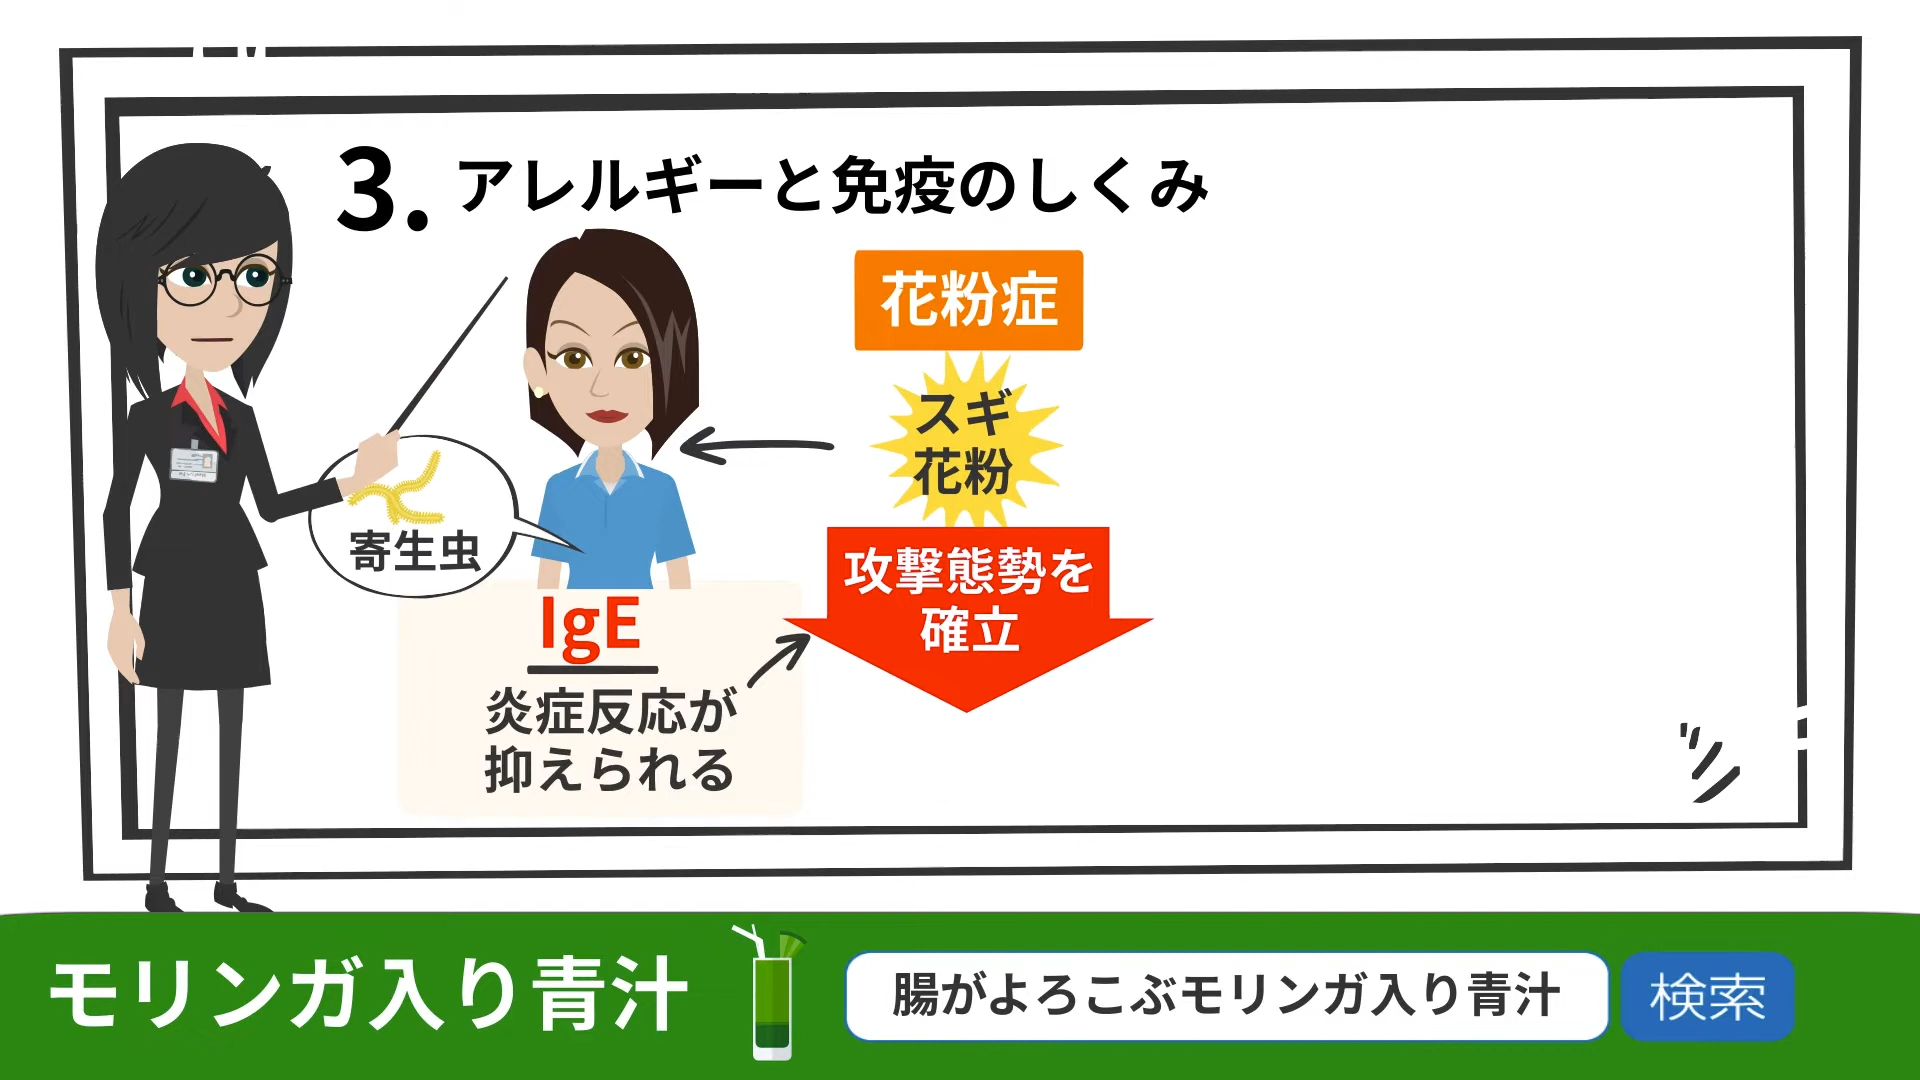 3. アレルギーと免疫のしくみ
花粉症
スギ
花粉
寄生虫
攻撃態勢を
確立
IgE
炎症反応が
抑えられる
モリンガ入り青汁
腸がよろこぶモリンガ入り青汁
検索